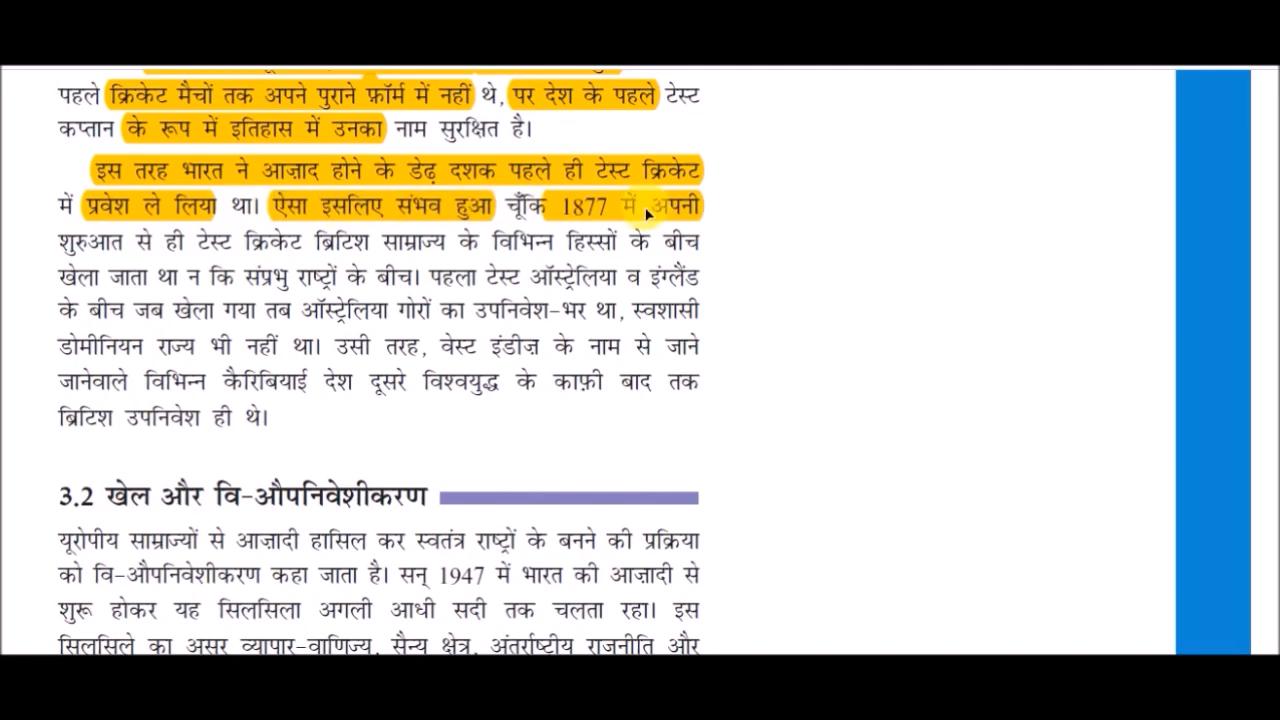 पहले क्रिकेट मैचों तक अपने पुराने फ़ॉर्म में नहीं थे, पर देश के पहले टेस्ट
कप्तान के रूप में इतिहास में उनका नाम सुरक्षित है।
इस तरह भारत ने आज़ाद होने के डेढ़ दशक पहले ही टेस्ट क्रिकेट
में प्रवेश ले लिया था। ऐसा इसलिए संभव हुआ चूँकि 1877 में अपनी
शुरुआत से ही टेस्ट क्रिकेट ब्रिटिश साम्राज्य के विभिन्न हिस्सों के बीच
खेला जाता था न कि संप्रभु राष्ट्रों के बीच। पहला टेस्ट ऑस्ट्रेलिया व इंग्लैंड
के बीच जब खेला गया तब ऑस्ट्रेलिया गोरों का उपनिवेश-भर था, स्वशासी
डोमीनियन राज्य भी नहीं था। उसी तरह, वेस्ट इंडीज़ के नाम से जाने
जानेवाले विभिन्न कैरिबियाई देश दूसरे विश्वयुद्ध के काफ़ी बाद तक
ब्रिटिश उपनिवेश ही थे।
3.2 खेल और वि-औपनिवेशीकरण
यूरोपीय साम्राज्यों से आज़ादी हासिल कर स्वतंत्र राष्ट्रों के बनने की प्रक्रिया
को वि-औपनिवेशीकरण कहा जाता है। सन् 1947 में भारत की आज़ादी से
शुरू होकर यह सिलसिला अगली आधी सदी तक चलता रहा। इस
सिलसिले का असर व्यापार-वाणिज्य, सैन्य क्षेत्र, अंतर्राष्टीय राजनीति और